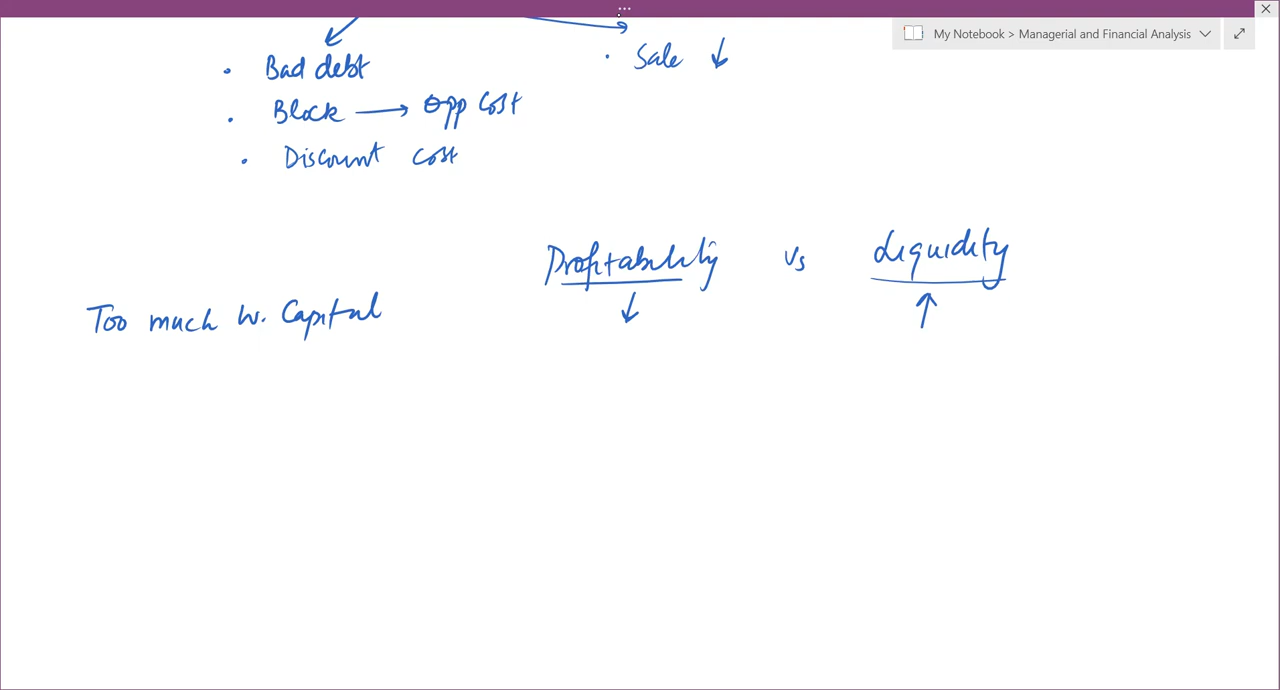 My Notebook > Managerial and Financial Analysis
• Bad debt
• Sale ↓
• Block → Opp Cost
• Discount Cost
Profitability vs Liquidity
Too much W. Capital ↓ ↑